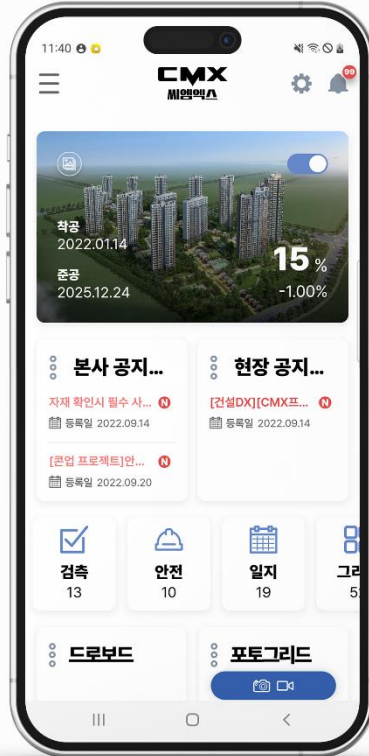 11:40
CMX
씨엠엑스
99
착공
2022.01.14
준공
2025.12.24
15 %
-1.00%
본사 공지...
자재 확인시 필수 사... N
등록일 2022.09.14
[콘업 프로젝트]안... N
등록일 2022.09.20
현장 공지...
[건설DX][CMX프... N
등록일 2022.09.14
검측
13
안전
10
일지
19
드로보드
포토그리드